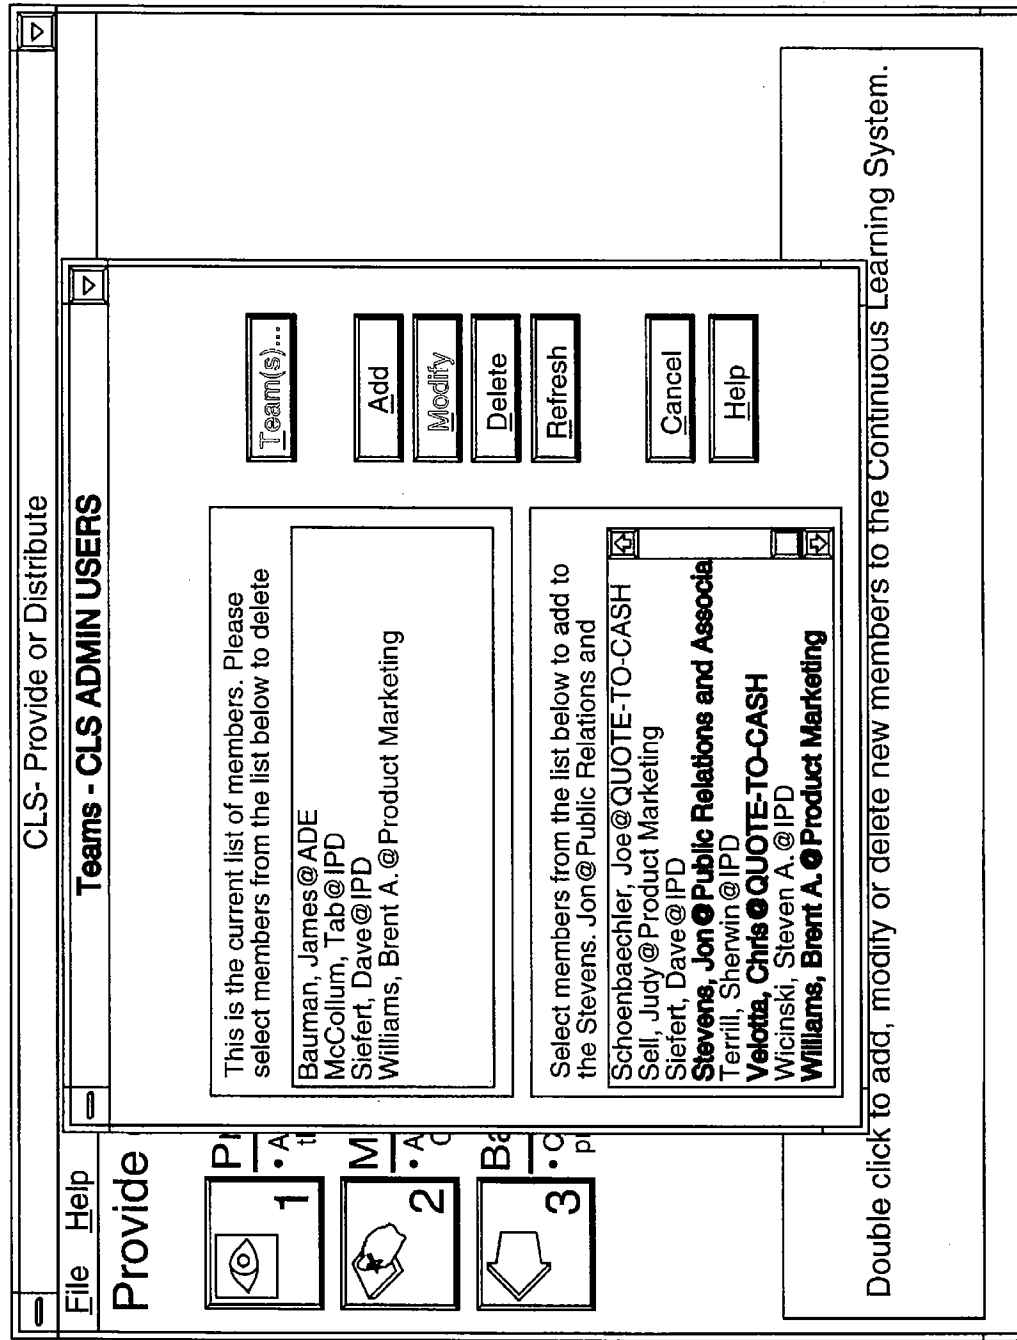 CLS- Provide or Distribute
File Help
Teams - CLS ADMIN USERS
Provide
1
Pr
• A
th
2
M
• A
3
Ba
• C
p
This is the current list of members. Please
select members from the list below to delete
Bauman, James@ADE
McCollum, Tab@IPD
Siefert, Dave@IPD
Williams, Brent A.@Product Marketing
Select members from the list below to add to
the Stevens. Jon@Public Relations and
Schoenbaechler, Joe@QUOTE-TO-CASH
Sell, Judy@Product Marketing
Siefert, Dave@IPD
Stevens, Jon@Public Relations and Associa
Terrill, Sherwin@IPD
Velotta, Chris@QUOTE-TO-CASH
Wicinski, Steven A.@IPD
Williams, Brent A.@Product Marketing
Team(s)...
Add
Modify
Delete
Refresh
Cancel
Help
Double click to add, modify or delete new members to the Continuous Learning System.